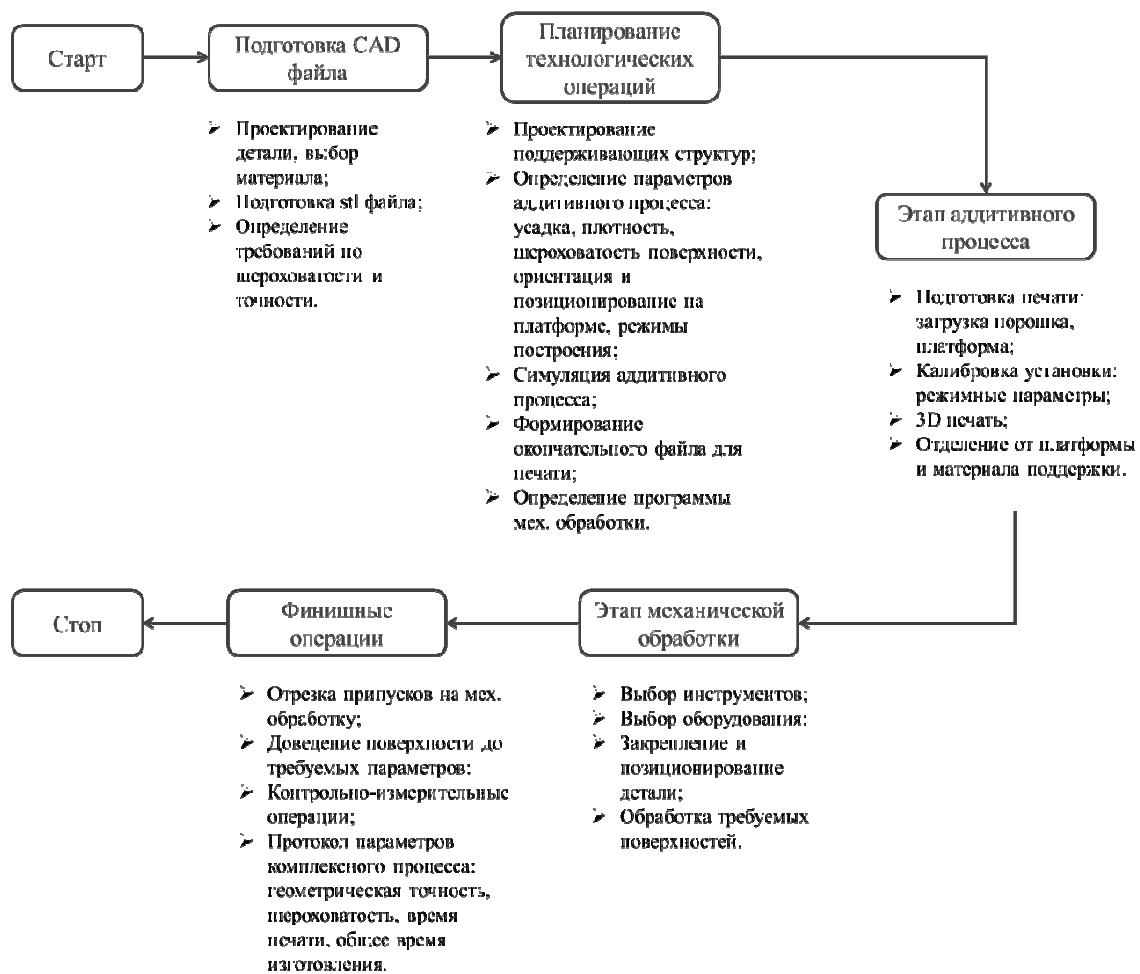 Старт
Подготовка CAD
файла
Планирование
технологических
операций
➢ Проектирование
детали, выбор
материала;
➢ Подготовка stl файла;
➢ Определение
требований по
шероховатости и
точности.
➢ Проектирование
поддерживающих структур;
➢ Определение параметров
аддитивного процесса:
усадка, плотность,
шероховатость поверхности,
ориентация и
позиционирование на
платформе, режимы
построения;
➢ Симуляция аддитивного
процесса;
➢ Формирование
окончательного файла для
печати;
➢ Определение программы
мех. обработки.
Этап аддитивного
процесса
➢ Подготовка печати:
загрузка порошка,
платформа;
➢ Калибровка установки:
режимные параметры;
➢ 3D печать;
➢ Отделение от платформы
и материала поддержки.
Этап механической
обработки
➢ Выбор инструментов;
➢ Выбор оборудования:
➢ Закрепление и
позиционирование
детали;
➢ Обработка требуемых
поверхностей.
Финишные
операции
➢ Отрезка припусков на мех.
обработку;
➢ Доведение поверхности до
требуемых параметров:
➢ Контрольно-измерительные
операции;
➢ Протокол параметров
комплексного процесса:
геометрическая точность,
шероховатость, время
печати, общее время
изготовления.
Стоп